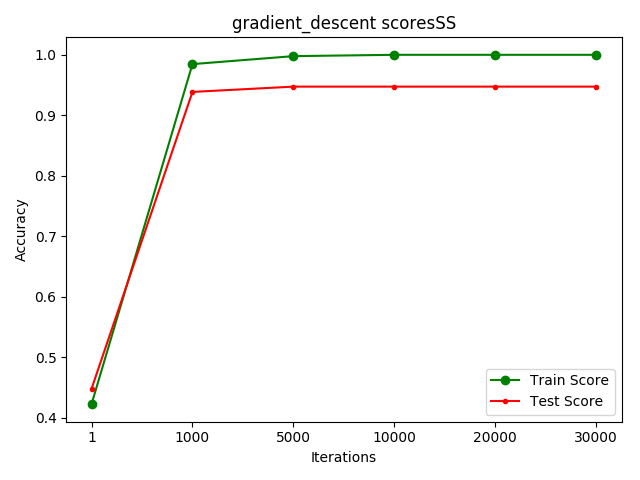 gradient_descent scoresSS
1.0
0.9
0.8
0.7
0.6
0.5
0.4
Accuracy
Train Score
Test Score
1 1000 5000 10000 20000 30000
Iterations